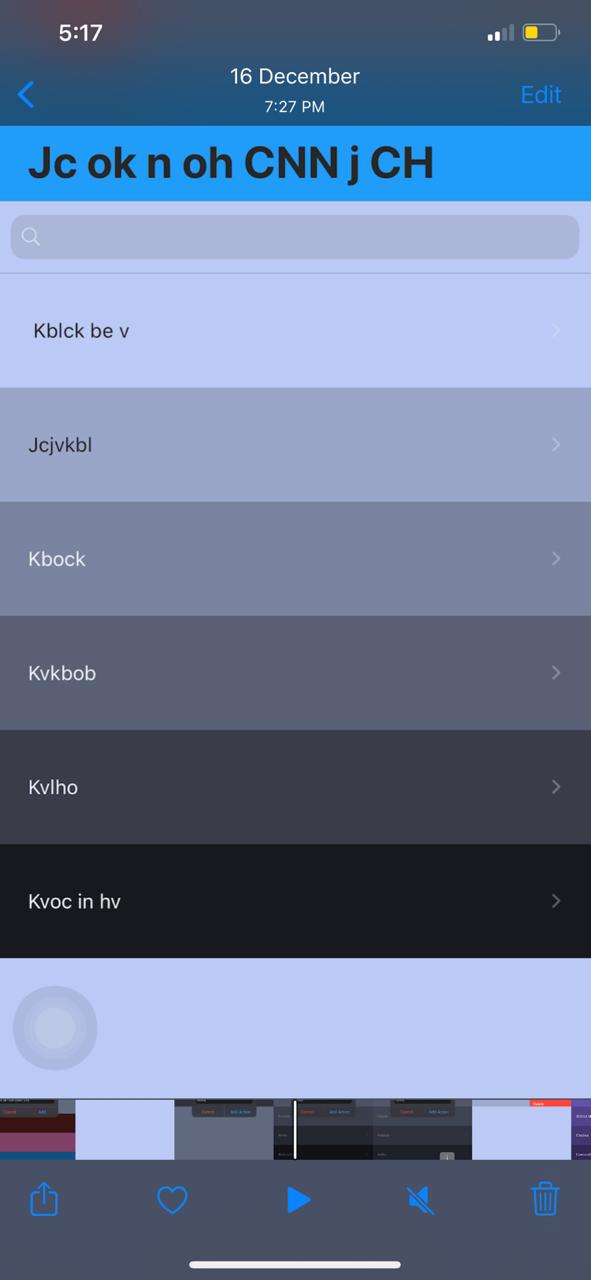 5:17
16 December
7:27 PM
Edit
Jc ok n oh CNN j CH
Kblck be v
Jcjvkbl
Kbock
Kvkbob
Kvlho
Kvoc in hv